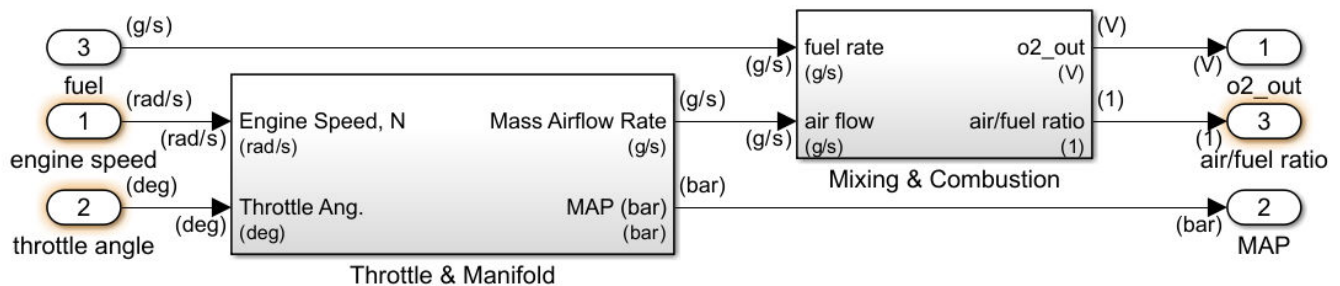 (g/s)
3
fuel
(rad/s)
1
engine speed
(rad/s)
(deg)
2
throttle angle
(deg)
Engine Speed, N
(rad/s)
Throttle Ang.
(deg)
Mass Airflow Rate
(g/s)
MAP (bar)
(bar)
Throttle & Manifold
(g/s)
(bar)
(g/s)
(g/s)
fuel rate
(g/s)
air flow
(g/s)
o2_out
(V)
air/fuel ratio
(1)
Mixing & Combustion
(V)
(1)
(V)
1
o2_out
(1)
3
air/fuel ratio
(bar)
2
MAP